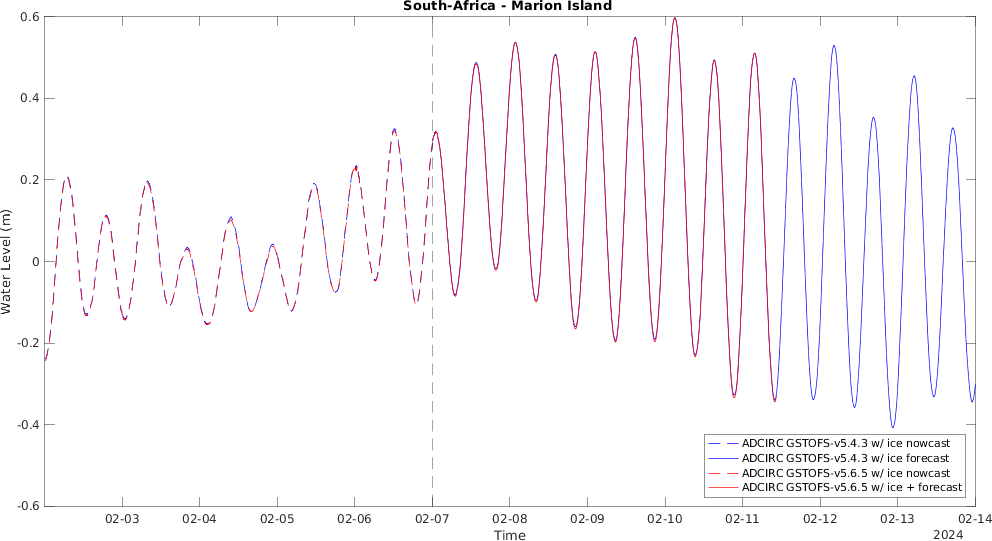 South-Africa - Marion Island
0.6
0.4
0.2
0
-0.2
-0.4
-0.6
Water Level (m)
ADCIRC GSTOFS-v5.4.3 w/ ice nowcast
ADCIRC GSTOFS-v5.4.3 w/ ice forecast
ADCIRC GSTOFS-v5.6.5 w/ ice nowcast
ADCIRC GSTOFS-v5.6.5 w/ ice + forecast
02-03 02-04 02-05 02-06 02-07 02-08 02-09 02-10 02-11 02-12 02-13 02-14
Time
2024